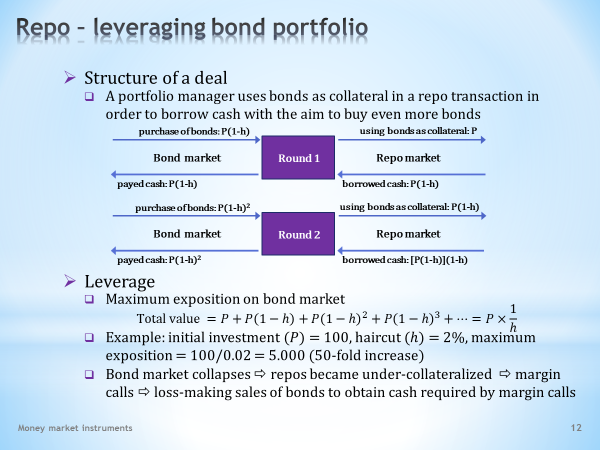 Repo – leveraging bond portfolio
Structure of a deal
A portfolio manager uses bonds as collateral in a repo transaction in
order to borrow cash with the aim to buy even more bonds
purchase of bonds: P(1-h)
using bonds as collateral: P
Bond market
Round 1
Repo market
payed cash: P(1-h)
borrowed cash: P(1-h)
purchase of bonds: P(1-h)²
using bonds as collateral: P(1-h)
Bond market
Round 2
Repo market
payed cash: P(1-h)²
borrowed cash: [P(1-h)](1-h)
Leverage
Maximum exposition on bond market
Total value = P + P(1 − h) + P(1 − h)² + P(1 − h)³ + ⋯ = P × 1/h
Example: initial investment (P) = 100, haircut (h) = 2%, maximum
exposition = 100/0.02 = 5.000 (50-fold increase)
Bond market collapses ⇨ repos became under-collateralized ⇨ margin
calls ⇨ loss-making sales of bonds to obtain cash required by margin calls
Money market instruments
12